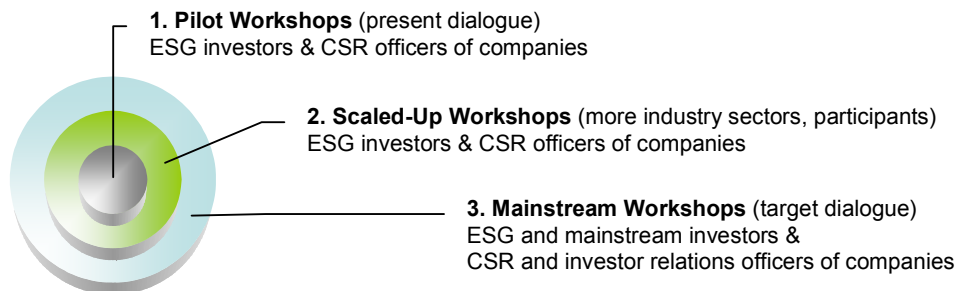 1. Pilot Workshops (present dialogue)
ESG investors & CSR officers of companies
2. Scaled-Up Workshops (more industry sectors, participants)
ESG investors & CSR officers of companies
3. Mainstream Workshops (target dialogue)
ESG and mainstream investors &
CSR and investor relations officers of companies